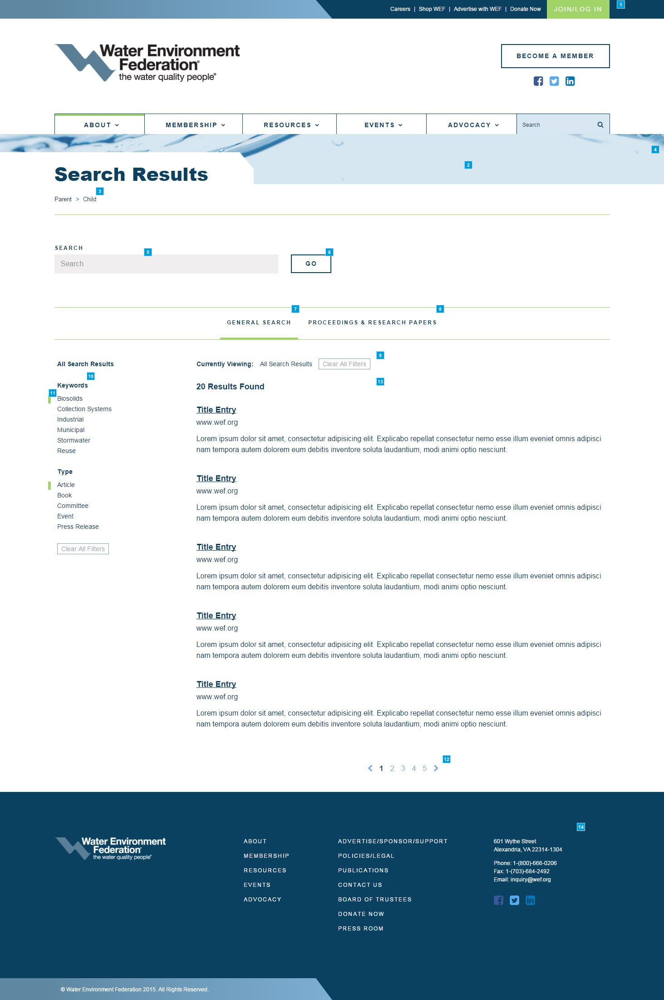 Careers | Shop WEF | Advertise with WEF | Donate Now JOIN/LOG IN 1
Water Environment
Federation®
the water quality people®
BECOME A MEMBER
ABOUT MEMBERSHIP RESOURCES EVENTS ADVOCACY Search
4
2
Search Results
3
Parent > Child
SEARCH
5 6
Search GO
7 8
GENERAL SEARCH PROCEEDINGS & RESEARCH PAPERS
9
All Search Results
10
Keywords
11
Biosolids
Collection Systems
Industrial
Municipal
Stormwater
Reuse
Type
Article
Book
Committee
Event
Press Release
Clear All Filters
Currently Viewing: All Search Results Clear All Filters
13
20 Results Found
Title Entry
www.wef.org
Lorem ipsum dolor sit amet, consectetur adipisicing elit. Explicabo repellat consectetur nemo esse illum eveniet omnis adipisci
nam tempora autem dolorem eum debitis inventore soluta laudantium, modi animi optio nesciunt.
Title Entry
www.wef.org
Lorem ipsum dolor sit amet, consectetur adipisicing elit. Explicabo repellat consectetur nemo esse illum eveniet omnis adipisci
nam tempora autem dolorem eum debitis inventore soluta laudantium, modi animi optio nesciunt.
Title Entry
www.wef.org
Lorem ipsum dolor sit amet, consectetur adipisicing elit. Explicabo repellat consectetur nemo esse illum eveniet omnis adipisci
nam tempora autem dolorem eum debitis inventore soluta laudantium, modi animi optio nesciunt.
Title Entry
www.wef.org
Lorem ipsum dolor sit amet, consectetur adipisicing elit. Explicabo repellat consectetur nemo esse illum eveniet omnis adipisci
nam tempora autem dolorem eum debitis inventore soluta laudantium, modi animi optio nesciunt.
Title Entry
www.wef.org
Lorem ipsum dolor sit amet, consectetur adipisicing elit. Explicabo repellat consectetur nemo esse illum eveniet omnis adipisci
nam tempora autem dolorem eum debitis inventore soluta laudantium, modi animi optio nesciunt.
12
1 2 3 4 5
Water Environment
Federation®
the water quality people®
ABOUT
MEMBERSHIP
RESOURCES
EVENTS
ADVOCACY
ADVERTISE/SPONSOR/SUPPORT
POLICIES/LEGAL
PUBLICATIONS
CONTACT US
BOARD OF TRUSTEES
DONATE NOW
PRESS ROOM
14
601 Wythe Street
Alexandria, VA 22314-1304
Phone: 1-(800)-666-0206
Fax: 1-(703)-684-2492
Email: inquiry@wef.org
© Water Environment Federation 2015. All Rights Reserved.